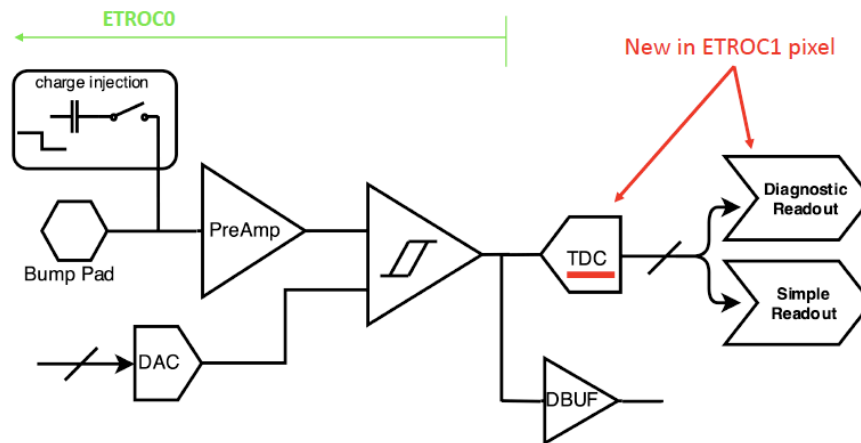 ETROC0
New in ETROC1 pixel
charge injection
Bump Pad
PreAmp
DAC
TDC
DBUF
Diagnostic
Readout
Simple
Readout